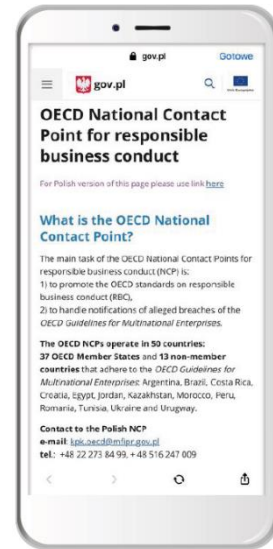 gov.pl
Gotowe
gov.pl
OECD National Contact
Point for responsible
business conduct
For Polish version of this page please use link here
What is the OECD National
Contact Point?
The main task of the OECD National Contact Points for
responsible business conduct (NCP) is:
1) to promote the OECD standards on responsible
business conduct (RBC),
2) to handle notifications of alleged breaches of the
OECD Guidelines for Multinational Enterprises.
The OECD NCPs operate in 50 countries:
37 OECD Member States and 13 non-member
countries that adhere to the OECD Guidelines for
Multinational Enterprises: Argentina, Brazil, Costa Rica,
Croatia, Egypt, Jordan, Kazakhstan, Morocco, Peru,
Romania, Tunisia, Ukraine and Urugway.
Contact to the Polish NCP
e-mail: kpk.oecd@mfipr.gov.pl
tel.: +48 22 273 84 99, + 48 516 247 009